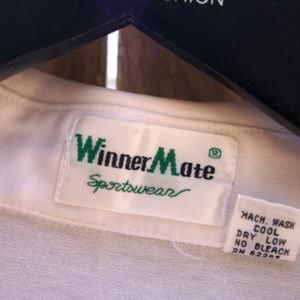 WinnerMate ®
Sportswear
MACH. WASH
COOL
DRY LOW
NO BLEACH